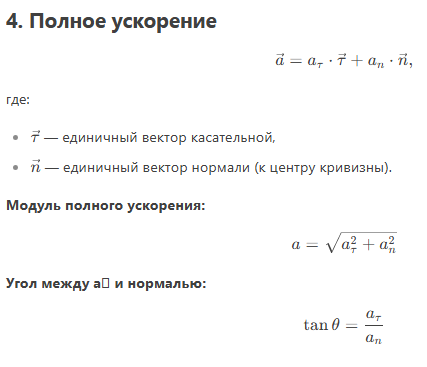 4. Полное ускорение
$\vec{a} = a_\tau \cdot \vec{\tau} + a_n \cdot \vec{n},$
где:
• $\vec{\tau}$ — единичный вектор касательной,
• $\vec{n}$ — единичный вектор нормали (к центру кривизны).
Модуль полного ускорения:
$a = \sqrt{a_\tau^2 + a_n^2}$
Угол между a▯ и нормалью:
$\tan\theta = \frac{a_\tau}{a_n}$